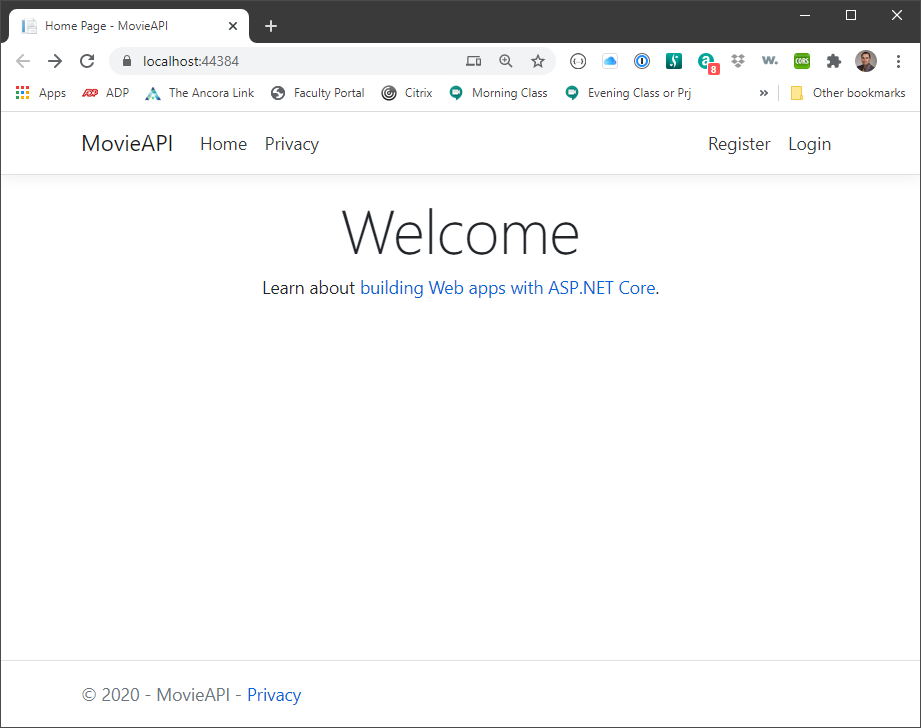 Home Page - MovieAPI
localhost:44384
8
w.
CORS
Apps ADP The Ancora Link Faculty Portal Citrix Morning Class Evening Class or Prj » Other bookmarks
MovieAPI Home Privacy Register Login
Welcome
Learn about building Web apps with ASP.NET Core.
© 2020 - MovieAPI - Privacy